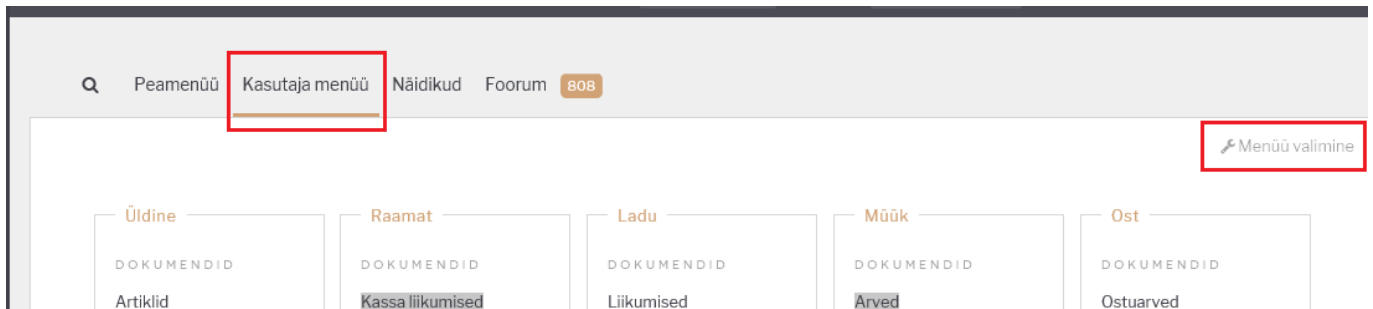 Peamenüü Kasutaja menüü Näidikud Foorum 808
Menüü valimine
Üldine Raamat Ladu Müük Ost
DOKUMENDID DOKUMENDID DOKUMENDID DOKUMENDID DOKUMENDID
Artiklid Kassa liikumised Liikumised Arved Ostuarved